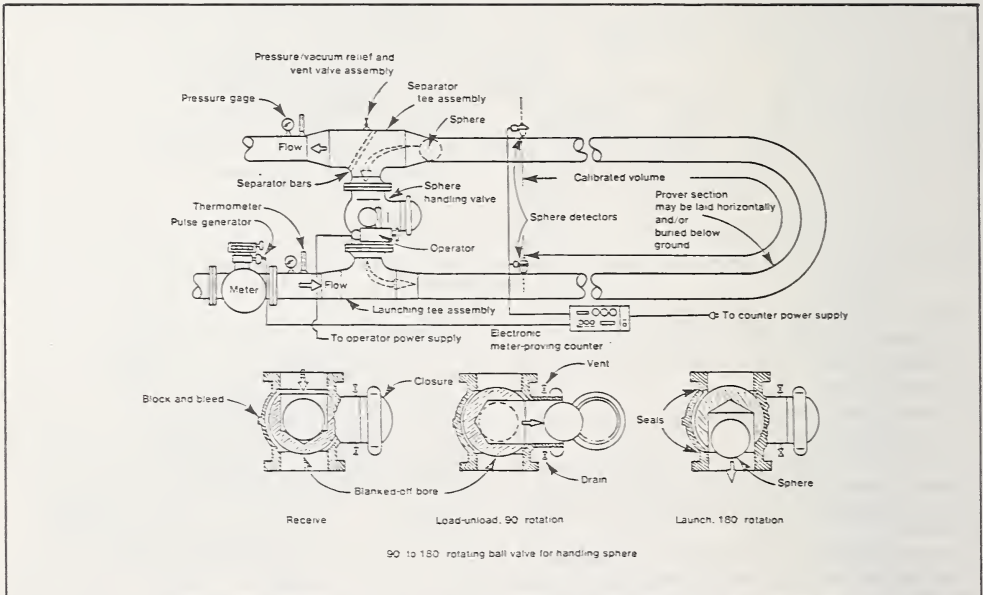 Pressure/vacuum relief and
vent valve assembly
Separator
tee assembly
Pressure gage
Sphere
Flow
Separator bars
Sphere
handling valve
Calibrated volume
Prover section
may be laid horizontally
and/or
buried below
ground
Thermometer
Pulse generator
Sphere detectors
Operator
Meter
Flow
Launching tee assembly
To operator power supply
Electronic
meter-proving counter
To counter power supply
Vent
Closure
Block and bleed
Seals
Drain
Blanked-off bore
Sphere
Receive
Load-unload, 90 rotation
Launch, 180 rotation
90 to 180 rotating ball valve for handling sphere